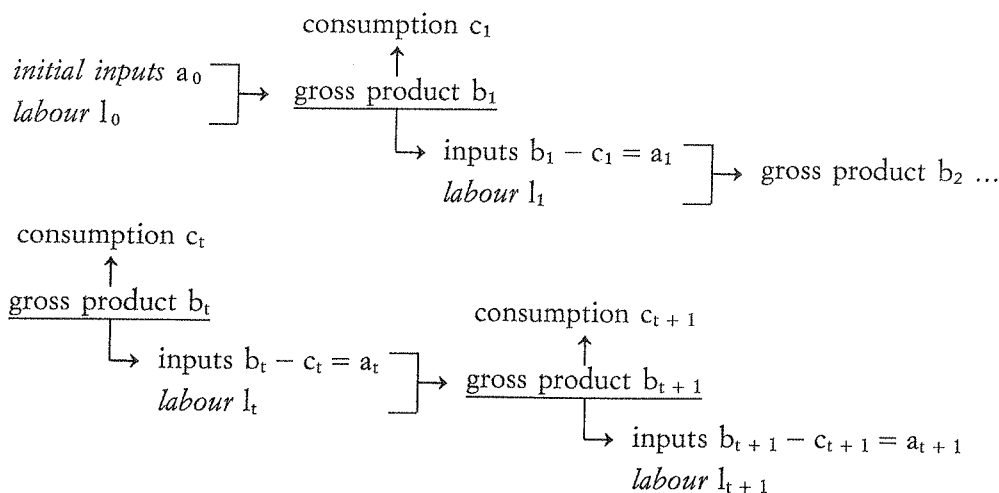 consumption c₁
initial inputs a₀
labour l₀
gross product b₁
inputs b₁ − c₁ = a₁
labour l₁
gross product b₂ ...
consumption cₜ
gross product bₜ
inputs bₜ − cₜ = aₜ
labour lₜ
consumption cₜ ₊ ₁
gross product bₜ ₊ ₁
inputs bₜ ₊ ₁ − cₜ ₊ ₁ = aₜ ₊ ₁
labour lₜ ₊ ₁